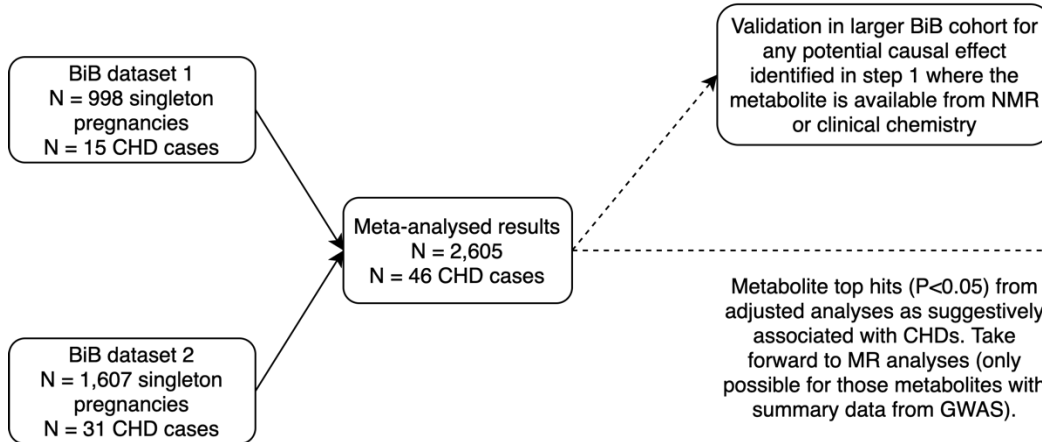 BiB dataset 1
N = 998 singleton
pregnancies
N = 15 CHD cases
BiB dataset 2
N = 1,607 singleton
pregnancies
N = 31 CHD cases
Meta-analysed results
N = 2,605
N = 46 CHD cases
Validation in larger BiB cohort for
any potential causal effect
identified in step 1 where the
metabolite is available from NMR
or clinical chemistry
Metabolite top hits (P<0.05) from
adjusted analyses as suggestively
associated with CHDs. Take
forward to MR analyses (only
possible for those metabolites with
summary data from GWAS).